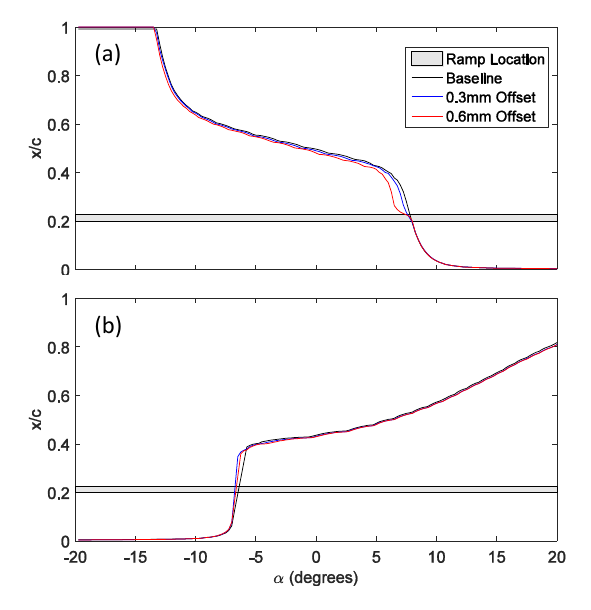 1
(a)
Ramp Location
Baseline
0.3mm Offset
0.6mm Offset
0.8
0.6
x/c
0.4
0.2
0
1
(b)
0.8
0.6
x/c
0.4
0.2
0
-20 -15 -10 -5 0 5 10 15 20
α (degrees)